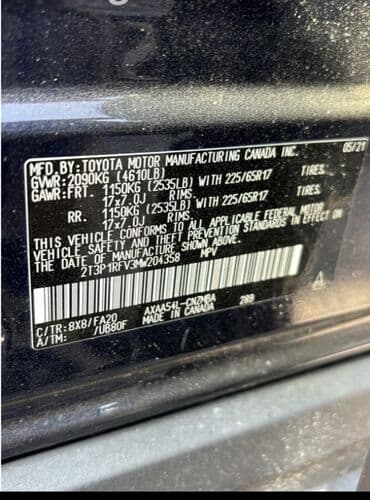 MFD.BY:TOYOTA MOTOR MANUFACTURING CANADA INC. 05/21
GVWR:2090KG (4610LB)
GAWR:FRT 1150KG (2535LB) WITH 225/65R17 TIRES.
17x7.0J RIMS.
RR. 1150KG (2535LB) WITH 225/65R17 TIRES.
17x7.0J RIMS.
THIS VEHICLE CONFORMS TO ALL APPLICABLE FEDERAL MOTOR
VEHICLE SAFETY AND THEFT PREVENTION STANDARDS IN EFFECT ON
THE DATE OF MANUFACTURE SHOWN ABOVE.
2T3P1RFV3MW204358 MPV
C/TR:8X8/FA20 AXAA54L-CNZMBA 289
A/TM: /UB80F MADE IN CANADA
A